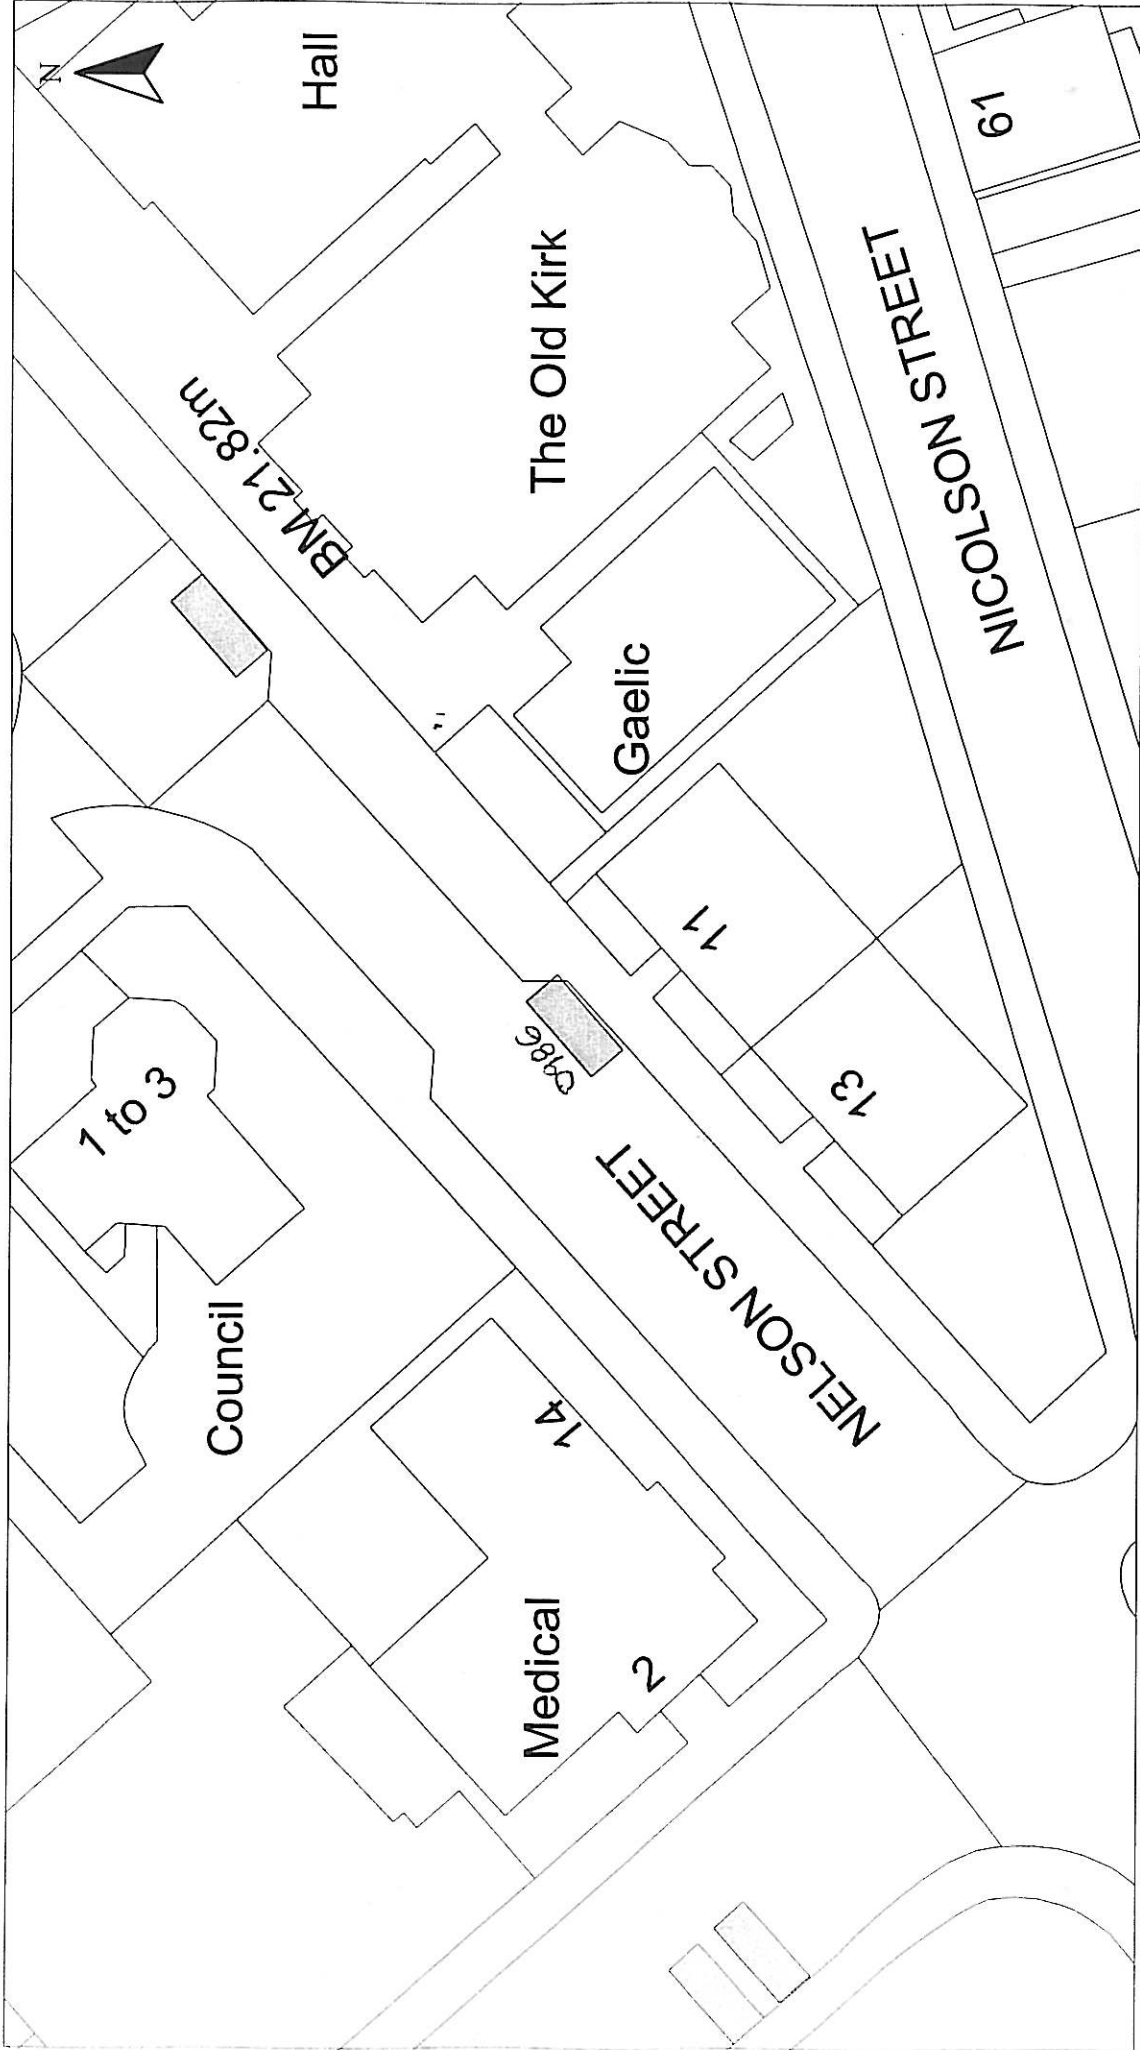 N
Hall
61
BM 21.82m
The Old Kirk
NICOLSON STREET
Gaelic
11
0986
1 to 3
13
NELSON STREET
Council
14
Medical
2